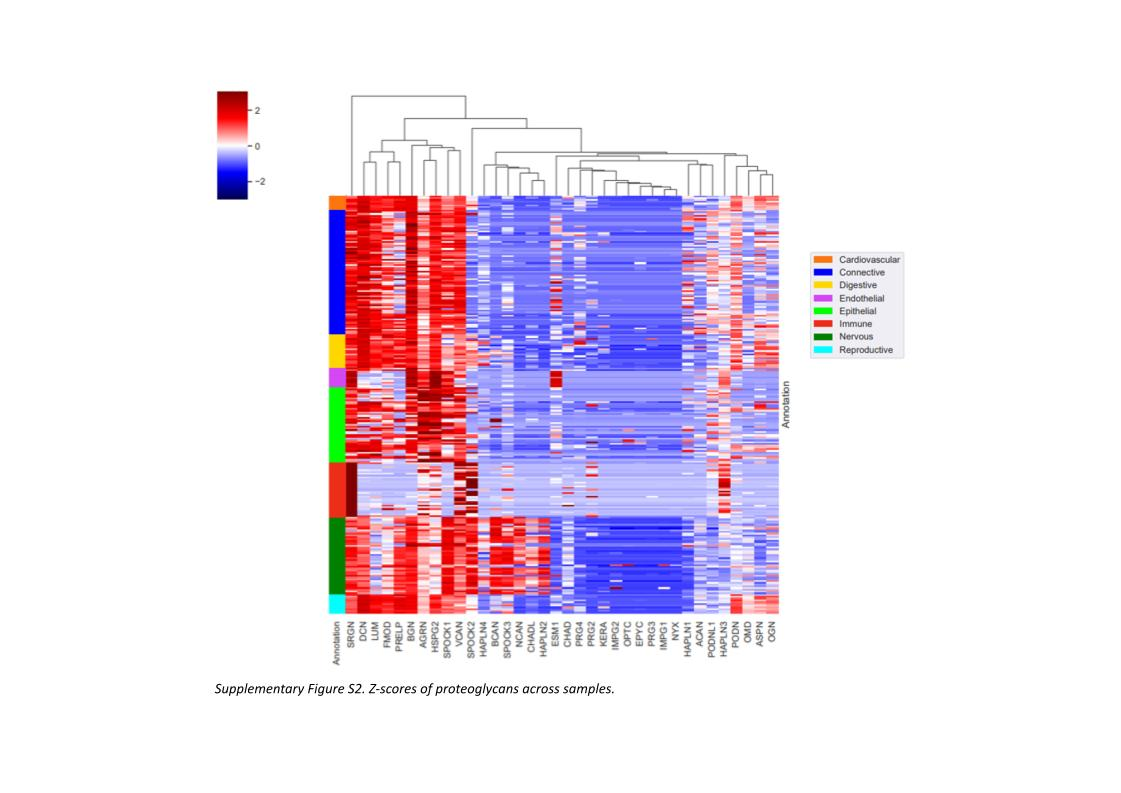 2
0
−2
Cardiovascular
Connective
Digestive
Endothelial
Epithelial
Immune
Nervous
Reproductive
Annotation
Annotation
SRGN
DCN
LUM
FMOD
PRELP
BGN
AGRN
HSPG2
SPOCK1
VCAN
SPOCK2
HAPLN4
BCAN
SPOCK3
NCAN
CHADL
HAPLN2
ESM1
CHAD
PRG4
PRG2
KERA
IMPG2
OPTC
EPYC
PRG3
IMPG1
NYX
HAPLN1
ACAN
PODNL1
HAPLN3
PODN
OMD
ASPN
OGN
Supplementary Figure S2. Z-scores of proteoglycans across samples.